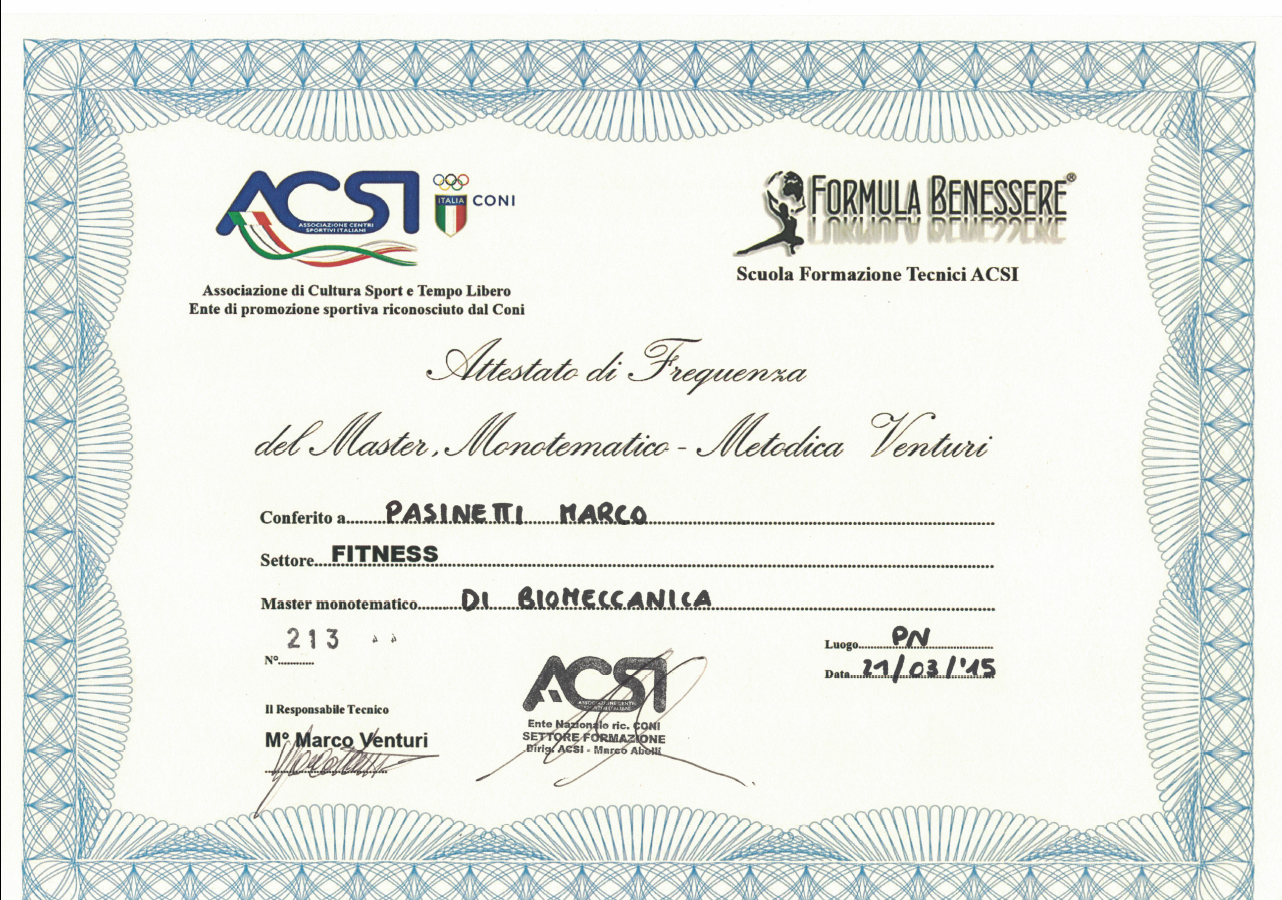 ACSI
ASSOCIAZIONE CENTRI
SPORTIVI ITALIANI
ITALIA
CONI
FORMULA BENESSERE®
Scuola Formazione Tecnici ACSI
Associazione di Cultura Sport e Tempo Libero
Ente di promozione sportiva riconosciuto dal Coni
Attestato di Frequenza
del Master, Monotematico - Metodica Venturi
Conferito a PASINETTI MARCO
Settore FITNESS
Master monotematico DI BIOMECCANICA
N° 213
Luogo PN
Data 21/03/'15
Il Responsabile Tecnico
M° Marco Venturi
ACSI
ASSOCIAZIONE CENTRI
SPORTIVI ITALIANI
Ente Nazionale ric. CONI
SETTORE FORMAZIONE
Dirig. ACSI - Marco Abelli